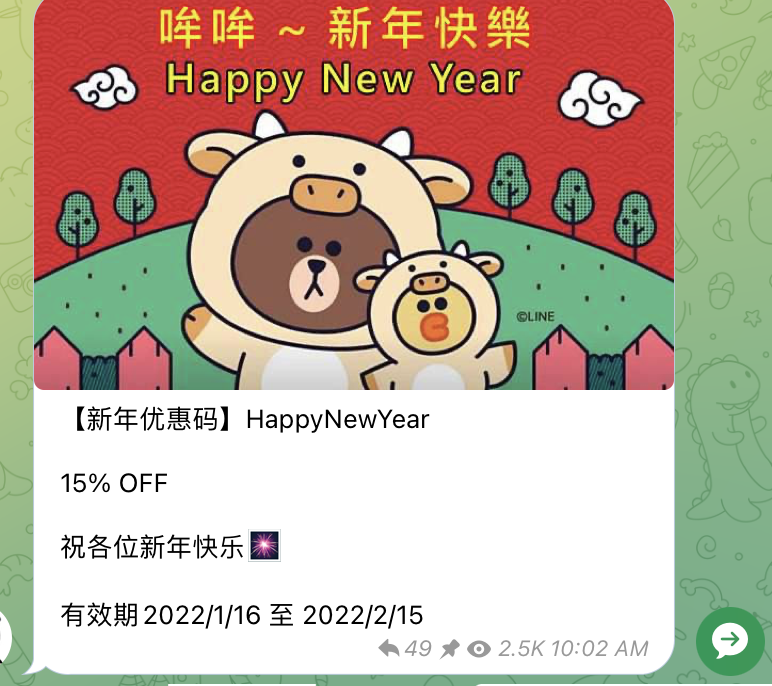 哞哞 ~ 新年快樂
Happy New Year
©LINE
【新年优惠码】HappyNewYear
15% OFF
祝各位新年快乐🎆
有效期2022/1/16 至 2022/2/15
49 2.5K 10:02 AM